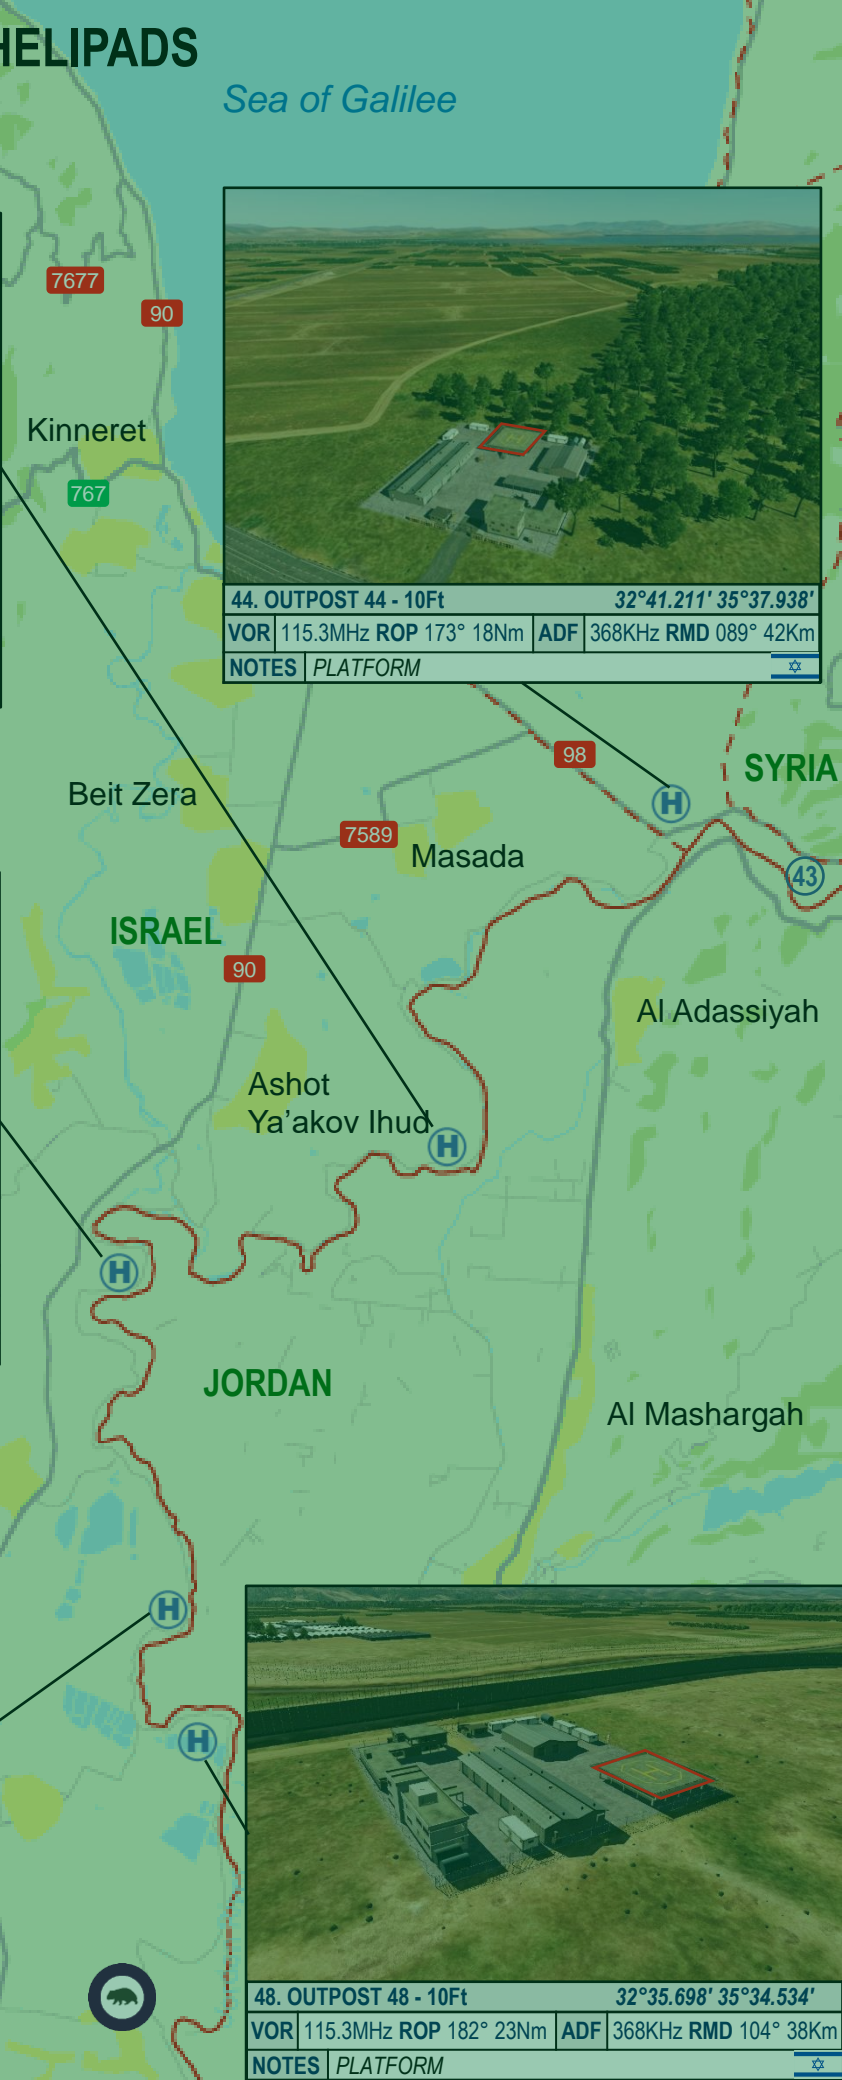 HELIPADS
Sea of Galilee
7677
90
Kinneret
767
44. OUTPOST 44 - 10Ft 32°41.211' 35°37.938'
VOR 115.3MHz ROP 173° 18Nm ADF 368KHz RMD 089° 42Km
NOTES PLATFORM
98
SYRIA
H
Beit Zera
7589
Masada
43
ISRAEL
90
Al Adassiyah
Ashot
Ya'akov Ihud
H
H
JORDAN
Al Mashargah
H
H
48. OUTPOST 48 - 10Ft 32°35.698' 35°34.534'
VOR 115.3MHz ROP 182° 23Nm ADF 368KHz RMD 104° 38Km
NOTES PLATFORM